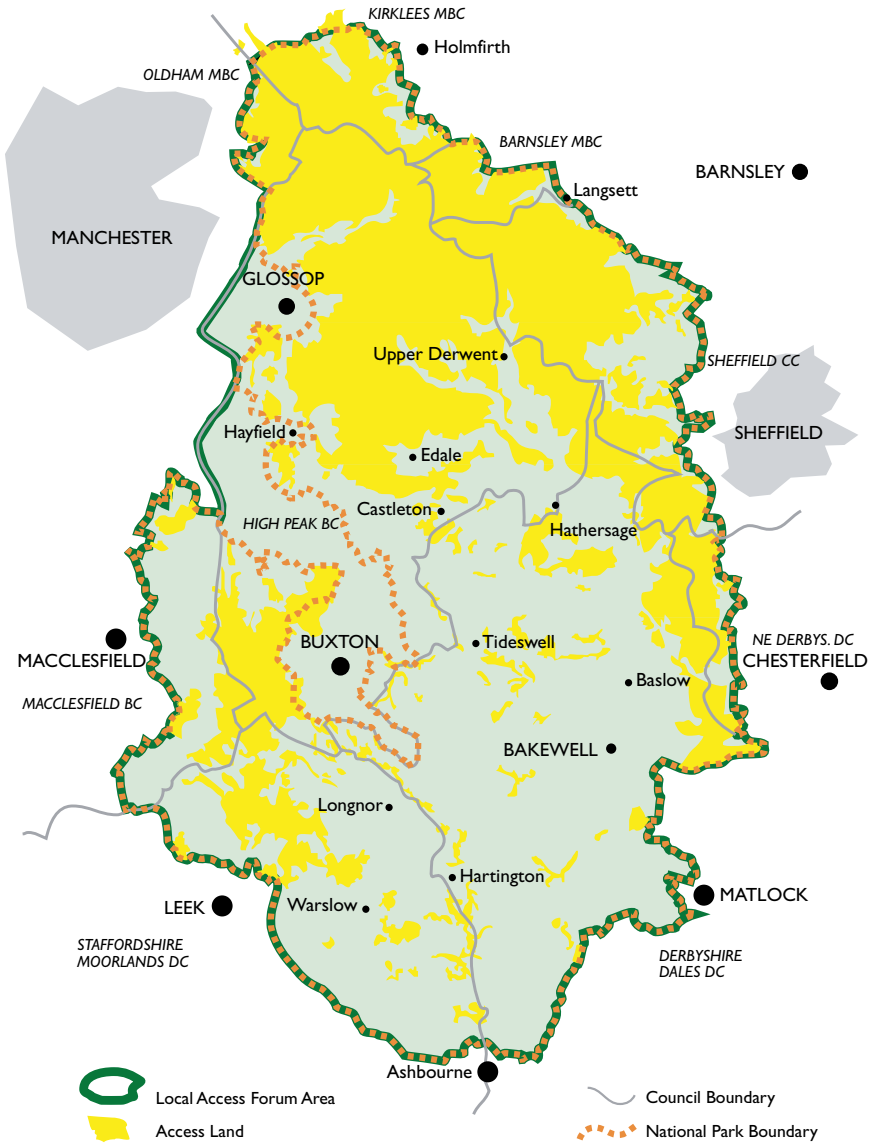 KIRKLEES MBC
Holmfirth
OLDHAM MBC
BARNSLEY MBC
BARNSLEY
Langsett
MANCHESTER
GLOSSOP
Upper Derwent
SHEFFIELD CC
Hayfield
SHEFFIELD
Edale
Castleton
HIGH PEAK BC
Hathersage
BUXTON
Tideswell
NE DERBYS. DC
MACCLESFIELD
CHESTERFIELD
Baslow
MACCLESFIELD BC
BAKEWELL
Longnor
Hartington
MATLOCK
LEEK
Warslow
STAFFORDSHIRE
MOORLANDS DC
DERBYSHIRE
DALES DC
Ashbourne
Local Access Forum Area
Council Boundary
Access Land
National Park Boundary